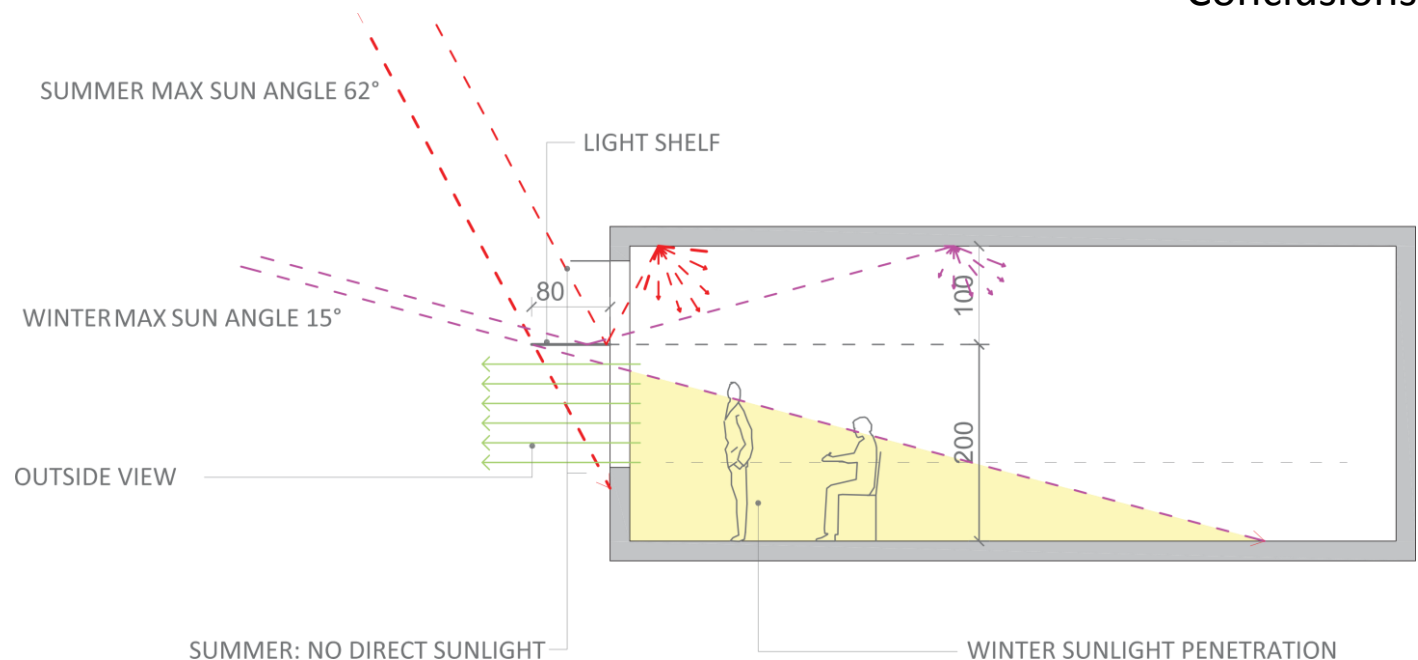 Conclusions
SUMMER MAX SUN ANGLE 62°
LIGHT SHELF
80
100
WINTER MAX SUN ANGLE 15°
200
OUTSIDE VIEW
SUMMER: NO DIRECT SUNLIGHT
WINTER SUNLIGHT PENETRATION